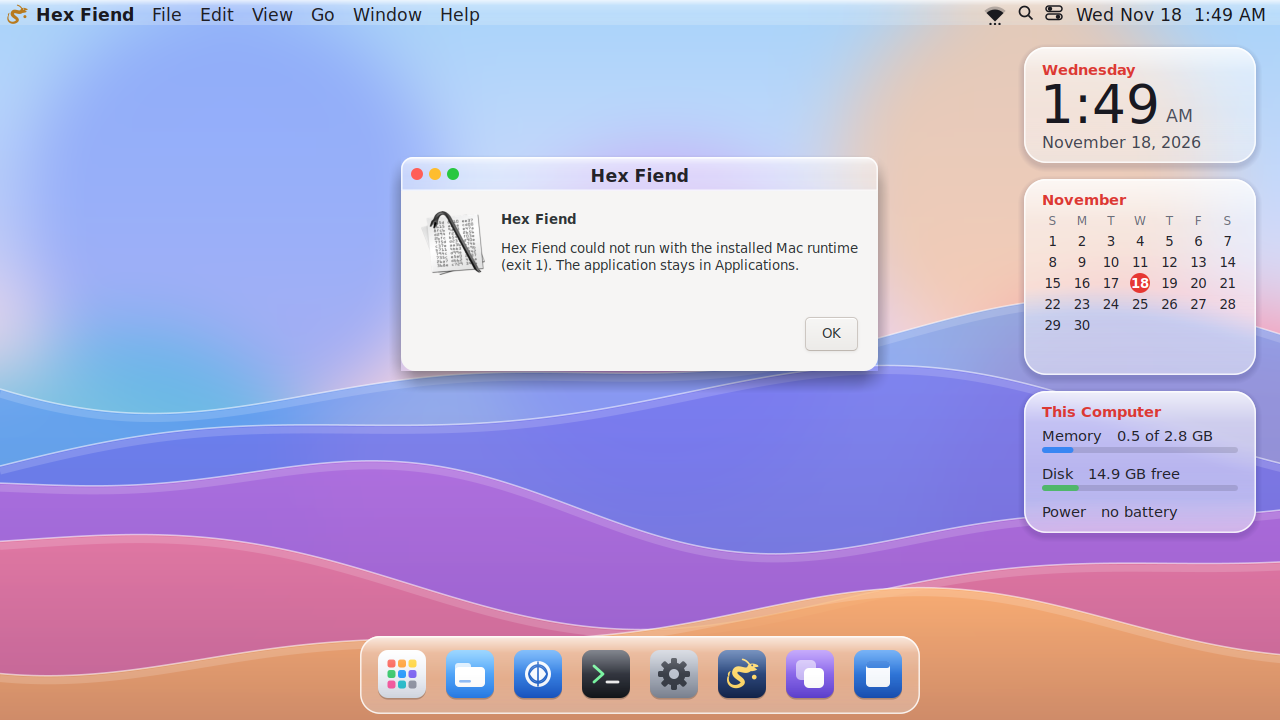 Hex Fiend File Edit View Go Window Help
Wed Nov 18 1:49 AM
Wednesday
1:49 AM
November 18, 2026
November
S M T W T F S
1 2 3 4 5 6 7
8 9 10 11 12 13 14
15 16 17 18 19 20 21
22 23 24 25 26 27 28
29 30
This Computer
Memory 0.5 of 2.8 GB
Disk 14.9 GB free
Power no battery
Hex Fiend
Hex Fiend
Hex Fiend could not run with the installed Mac runtime
(exit 1). The application stays in Applications.
OK